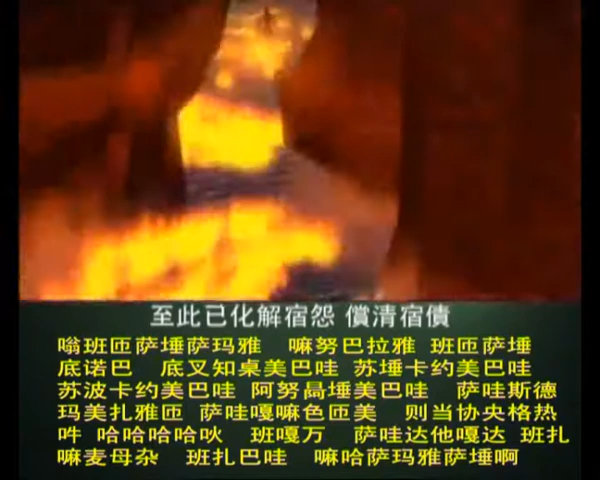 至此已化解宿怨 償清宿債
嗡班匝萨埵萨玛雅 嘛努巴拉雅 班匝萨埵
底诺巴 底叉知桌美巴哇 苏埵卡约美巴哇
苏波卡约美巴哇 阿努咼埵美巴哇 萨哇斯德
玛美扎雅匝 萨哇嘎嘛色匝美 则当协央格热
吽 哈哈哈哈吙 班嘎万 萨哇达他嘎达 班扎
嘛麦母杂 班扎巴哇 嘛哈萨玛雅萨埵啊